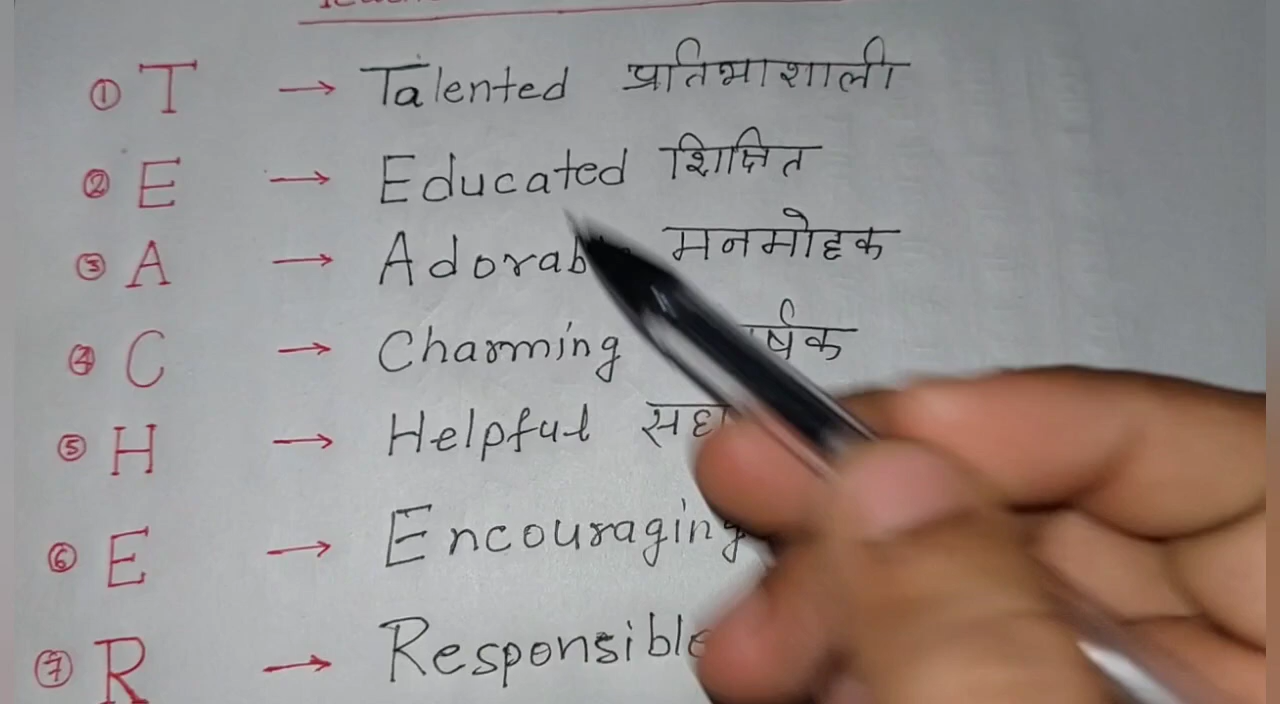 ① T → Talented प्रतिभाशाली
② E → Educated शिक्षित
③ A → मनमोहक
④ C → Charming
⑤ H → Helpful
⑥ E → Encouraging
⑦ R → Responsible